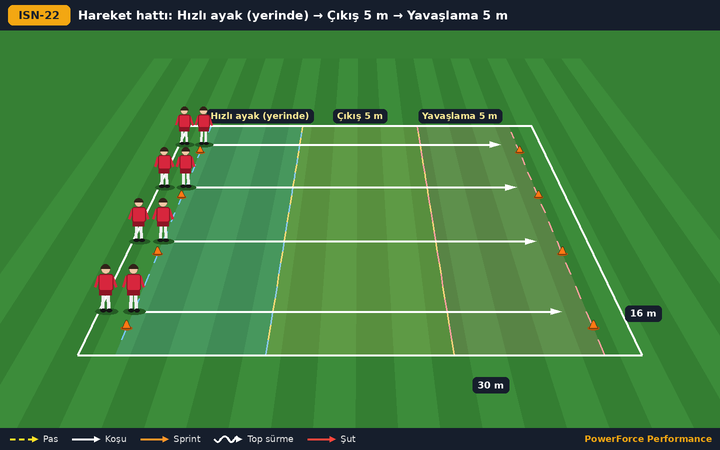 ISN-22 Hareket hattı: Hızlı ayak (yerinde) → Çıkış 5 m → Yavaşlama 5 m
Hızlı ayak (yerinde) Çıkış 5 m Yavaşlama 5 m
16 m
30 m
Pas Koşu Sprint Top sürme Şut PowerForce Performance